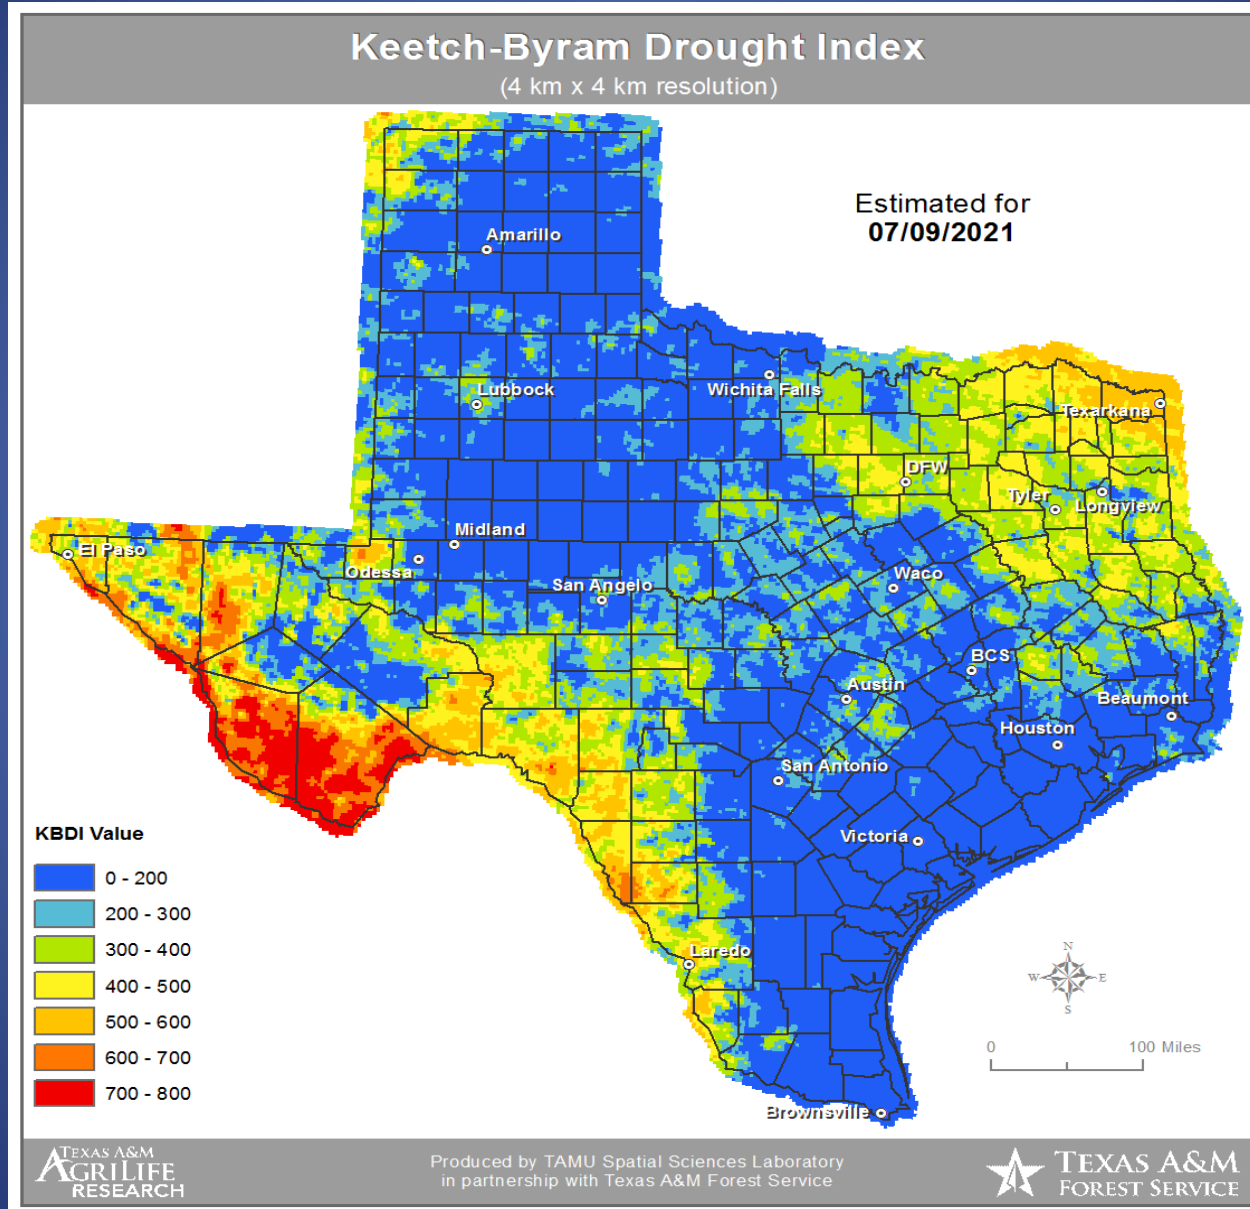 Keetch-Byram Drought Index
(4 km x 4 km resolution)
Estimated for
07/09/2021
Amarillo
Lubbock
Wichita Falls
Texarkana
DFW
Tyler
Longview
El Paso
Midland
Odessa
San Angelo
Waco
BCS
Austin
Beaumont
Houston
San Antonio
Victoria
Laredo
Brownsville
KBDI Value
0 - 200
200 - 300
300 - 400
400 - 500
500 - 600
600 - 700
700 - 800
N
W E
S
0 100 Miles
TEXAS A&M
AGRILIFE
RESEARCH
Produced by TAMU Spatial Sciences Laboratory
in partnership with Texas A&M Forest Service
TEXAS A&M
FOREST SERVICE